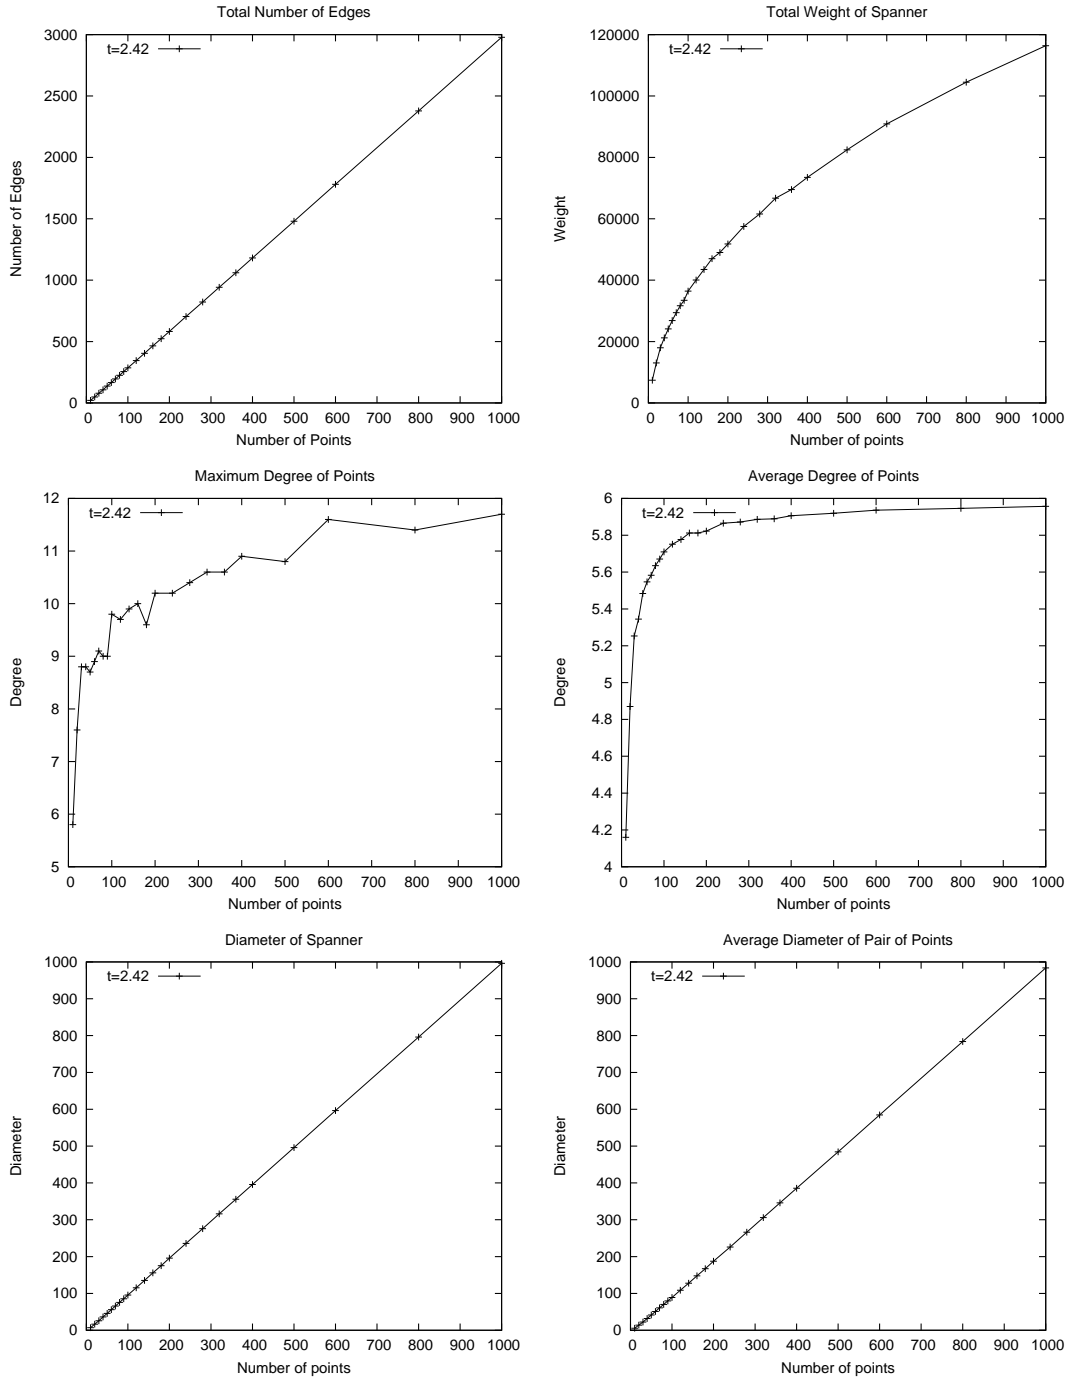 Total Number of Edges
t=2.42
Number of Edges
3000
2500
2000
1500
1000
500
0
0 100 200 300 400 500 600 700 800 900 1000
Number of Points
Total Weight of Spanner
t=2.42
Weight
120000
100000
80000
60000
40000
20000
0
0 100 200 300 400 500 600 700 800 900 1000
Number of points
Maximum Degree of Points
t=2.42
Degree
12
11
10
9
8
7
6
5
0 100 200 300 400 500 600 700 800 900 1000
Number of points
Average Degree of Points
t=2.42
Degree
6
5.8
5.6
5.4
5.2
5
4.8
4.6
4.4
4.2
4
0 100 200 300 400 500 600 700 800 900 1000
Number of points
Diameter of Spanner
t=2.42
Diameter
1000
900
800
700
600
500
400
300
200
100
0
0 100 200 300 400 500 600 700 800 900 1000
Number of points
Average Diameter of Pair of Points
t=2.42
Diameter
1000
900
800
700
600
500
400
300
200
100
0
0 100 200 300 400 500 600 700 800 900 1000
Number of points